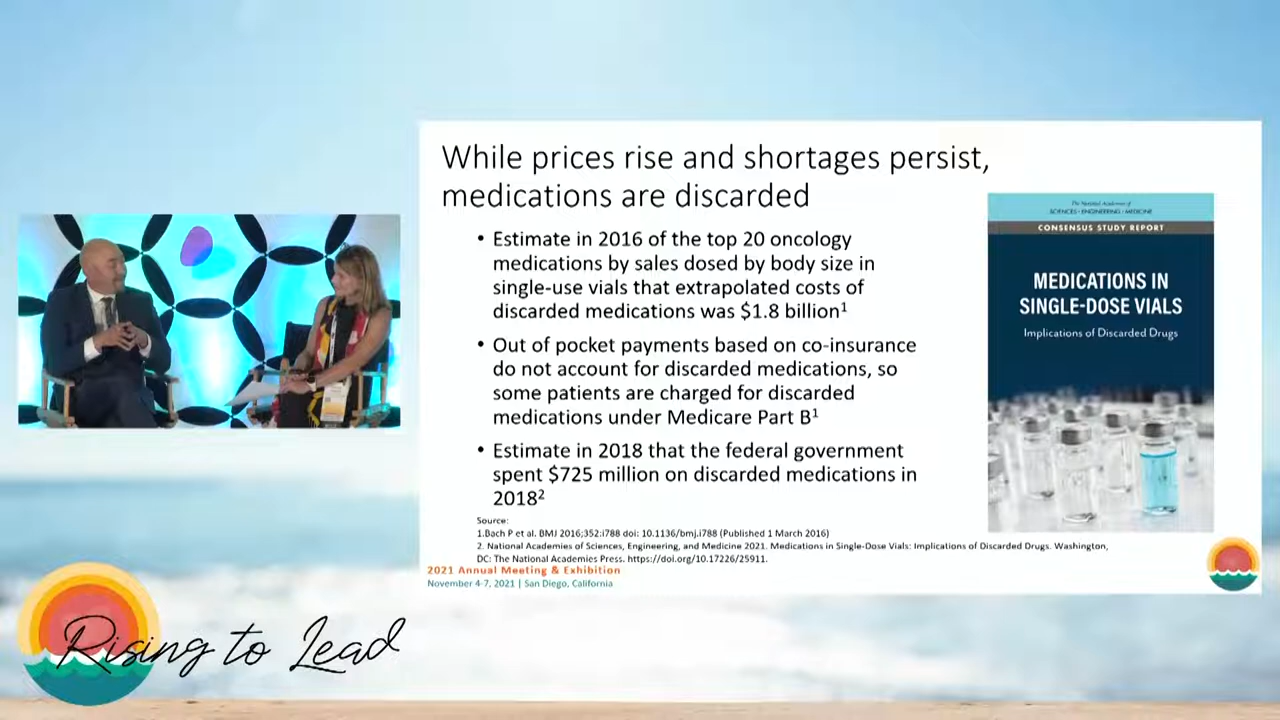 While prices rise and shortages persist,
medications are discarded
• Estimate in 2016 of the top 20 oncology
medications by sales dosed by body size in
single-use vials that extrapolated costs of
discarded medications was $1.8 billion¹
• Out of pocket payments based on co-insurance
do not account for discarded medications, so
some patients are charged for discarded
medications under Medicare Part B¹
• Estimate in 2018 that the federal government
spent $725 million on discarded medications in
2018²
Source:
1.Bach P et al. BMJ 2016;352:i788 doi: 10.1136/bmj.i788 (Published 1 March 2016)
2. National Academies of Sciences, Engineering, and Medicine 2021. Medications in Single-Dose Vials: Implications of Discarded Drugs. Washington,
DC: The National Academies Press. https://doi.org/10.17226/25911.
2021 Annual Meeting & Exhibition
November 4-7, 2021 | San Diego, California
The National Academies of
SCIENCES • ENGINEERING • MEDICINE
CONSENSUS STUDY REPORT
MEDICATIONS IN
SINGLE-DOSE VIALS
Implications of Discarded Drugs
Rising to Lead